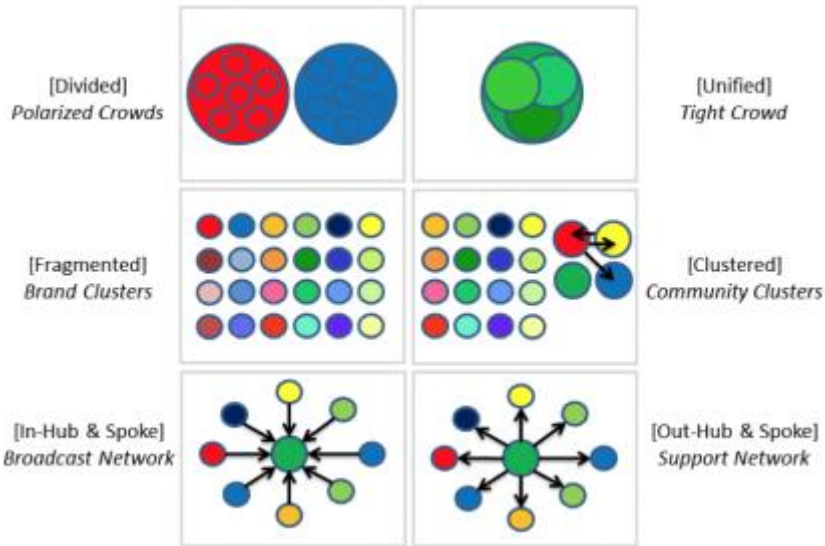 [Divided]
Polarized Crowds
[Unified]
Tight Crowd
[Fragmented]
Brand Clusters
[Clustered]
Community Clusters
[In-Hub & Spoke]
Broadcast Network
[Out-Hub & Spoke]
Support Network